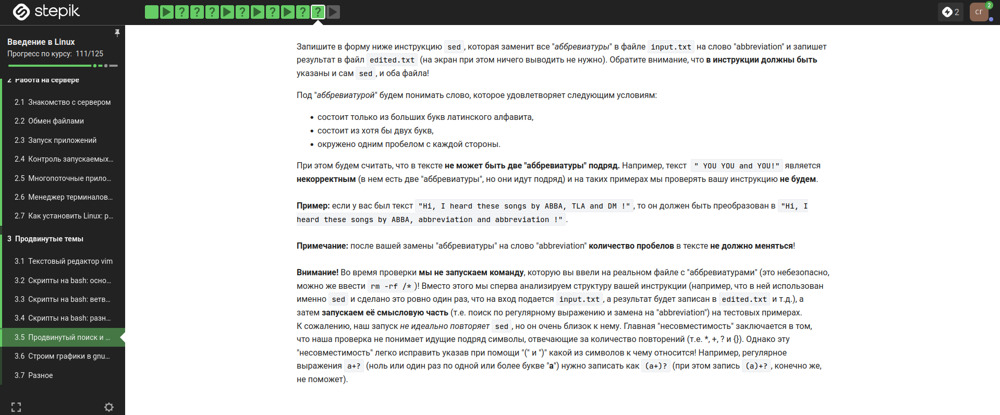 stepik
? ? ? ? ? ? ?
2
СГ
2
Введение в Linux
Прогресс по курсу: 111/125
2 Работа на сервере
2.1 Знакомство с сервером
2.2 Обмен файлами
2.3 Запуск приложений
2.4 Контроль запускаемых...
2.5 Многопоточные прило...
2.6 Менеджер терминалов...
2.7 Как установить Linux: р...
3 Продвинутые темы
3.1 Текстовый редактор vim
3.2 Скрипты на bash: осно...
3.3 Скрипты на bash: ветв...
3.4 Скрипты на bash: разн...
3.5 Продвинутый поиск и ...
3.6 Строим графики в gnu...
3.7 Разное
Запишите в форму ниже инструкцию sed, которая заменит все "аббревиатуры" в файле input.txt на слово "abbreviation" и запишет
результат в файл edited.txt (на экран при этом ничего выводить не нужно). Обратите внимание, что в инструкции должны быть
указаны и сам sed, и оба файла!
Под "аббревиатурой" будем понимать слово, которое удовлетворяет следующим условиям:
• состоит только из больших букв латинского алфавита,
• состоит из хотя бы двух букв,
• окружено одним пробелом с каждой стороны.
При этом будем считать, что в тексте не может быть две "аббревиатуры" подряд. Например, текст " YOU YOU and YOU!" является
некорректным (в нем есть две "аббревиатуры", но они идут подряд) и на таких примерах мы проверять вашу инструкцию не будем.
Пример: если у вас был текст "Hi, I heard these songs by ABBA, TLA and DM !", то он должен быть преобразован в "Hi, I
heard these songs by ABBA, abbreviation and abbreviation !".
Примечание: после вашей замены "аббревиатуры" на слово "abbreviation" количество пробелов в тексте не должно меняться!
Внимание! Во время проверки мы не запускаем команду, которую вы ввели на реальном файле с "аббревиатурами" (это небезопасно,
можно же ввести rm -rf /*)! Вместо этого мы сперва анализируем структуру вашей инструкции (например, что в ней использован
именно sed и сделано это ровно один раз, что на вход подается input.txt, а результат будет записан в edited.txt и т.д.), а
затем запускаем её смысловую часть (т.е. поиск по регулярному выражению и замена на "abbreviation") на тестовых примерах.
К сожалению, наш запуск не идеально повторяет sed, но он очень близок к нему. Главная "несовместимость" заключается в том,
что наша проверка не понимает идущие подряд символы, отвечающие за количество повторений (т.е. *, +, ? и {}). Однако эту
"несовместимость" легко исправить указав при помощи "(" и ")" какой из символов к чему относится! Например, регулярное
выражения a+? (ноль или один раз по одной или более букве "a") нужно записать как (a+)? (при этом запись (a)+?, конечно же,
не поможет).